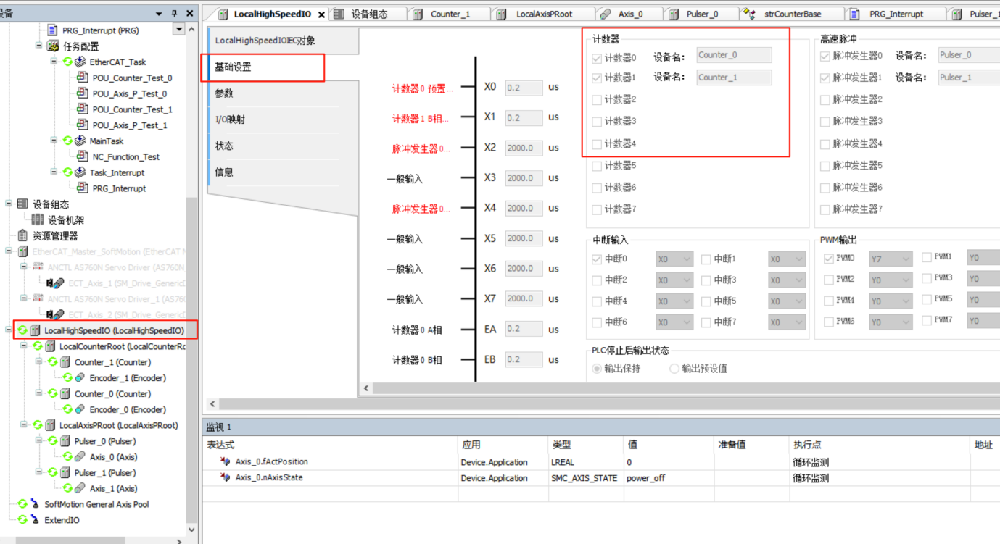 设备
PRG_Interrupt (PRG)
任务配置
EtherCAT_Task
POU_Counter_Test_0
POU_Axis_P_Test_0
POU_Counter_Test_1
POU_Axis_P_Test_1
MainTask
NC_Function_Test
Task_Interrupt
PRG_Interrupt
设备组态
设备机架
资源管理器
EtherCAT_Master_SoftMotion (EtherCAT M
ANCTL AS760N Servo Driver (AS760N_
ECT_Axis_1 (SM_Drive_GenericD
ANCTL AS760N Servo Driver_1 (AS760
ECT_Axis_2 (SM_Drive_GenericD
LocalHighSpeedIO (LocalHighSpeedIO)
LocalCounterRoot (LocalCounterRo
Counter_1 (Counter)
Encoder_1 (Encoder)
Counter_0 (Counter)
Encoder_0 (Encoder)
LocalAxisPRoot (LocalAxisPRoot)
Pulser_0 (Pulser)
Axis_0 (Axis)
Pulser_1 (Pulser)
Axis_1 (Axis)
SoftMotion General Axis Pool
ExtendIO
LocalHighSpeedIO 设备组态 Counter_1 LocalAxisPRoot Axis_0 Pulser_0 strCounterBase PRG_Interrupt Pulser_1
LocalHighSpeedIOIEC对象
基础设置
参数
I/O映射
状态
信息
计数器0 预置... X0 0.2 us
计数器1 B相... X1 0.2 us
脉冲发生器0... X2 2000.0 us
一般输入 X3 2000.0 us
脉冲发生器0... X4 2000.0 us
一般输入 X5 2000.0 us
一般输入 X6 2000.0 us
一般输入 X7 2000.0 us
计数器0 A相 EA 0.2 us
计数器0 B相 EB 0.2 us
计数器
计数器0 设备名: Counter_0
计数器1 设备名: Counter_1
计数器2
计数器3
计数器4
计数器5
计数器6
计数器7
高速脉冲
脉冲发生器0 设备名: Pulser_0
脉冲发生器1 设备名: Pulser_1
脉冲发生器2
脉冲发生器3
脉冲发生器4
脉冲发生器5
脉冲发生器6
脉冲发生器7
中断输入
中断0 X0 中断1 X0
中断2 X0 中断3 X0
中断4 X0 中断5 X0
中断6 X0 中断7 X0
PWM输出
PWM0 Y7 PWM1 Y0
PWM2 Y0 PWM3 Y0
PWM4 Y0 PWM5 Y0
PWM6 Y0 PWM7 Y0
PLC停止后输出状态
输出保持 输出预设值
监视 1
表达式 应用 类型 值 准备值 执行点 地址
Axis_0.fActPosition Device.Application LREAL 0 循环监测
Axis_0.nAxisState Device.Application SMC_AXIS_STATE power_off 循环监测